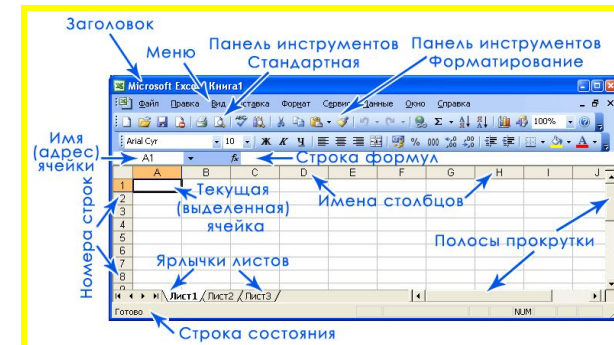 Заголовок
Меню
Панель инструментов
Стандартная
Панель инструментов
Форматирование
Microsoft Excel Книга1
Файл Правка Вид Вставка Формат Сервис Данные Окно Справка
100%
Arial Cyr 10 Ж К Ч % 000
Имя
(адрес)
ячейки
A1 fx Строка формул
A B C D E F G H I J
1
2
3
4
5
6
7
8
Номера строк
Текущая
(выделенная)
ячейка
Имена столбцов
Полосы прокрутки
Ярлычки листов
Лист1 Лист2 Лист3
Готово NUM
Строка состояния